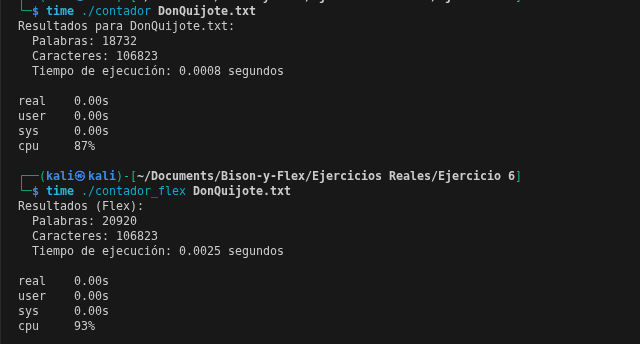 └─$ time ./contador DonQuijote.txt
Resultados para DonQuijote.txt:
  Palabras: 18732
  Caracteres: 106823
  Tiempo de ejecución: 0.0008 segundos

real    0.00s
user    0.00s
sys     0.00s
cpu     87%

┌──(kali㉿kali)-[~/Documents/Bison-y-Flex/Ejercicios Reales/Ejercicio 6]
└─$ time ./contador_flex DonQuijote.txt
Resultados (Flex):
  Palabras: 20920
  Caracteres: 106823
  Tiempo de ejecución: 0.0025 segundos

real    0.00s
user    0.00s
sys     0.00s
cpu     93%